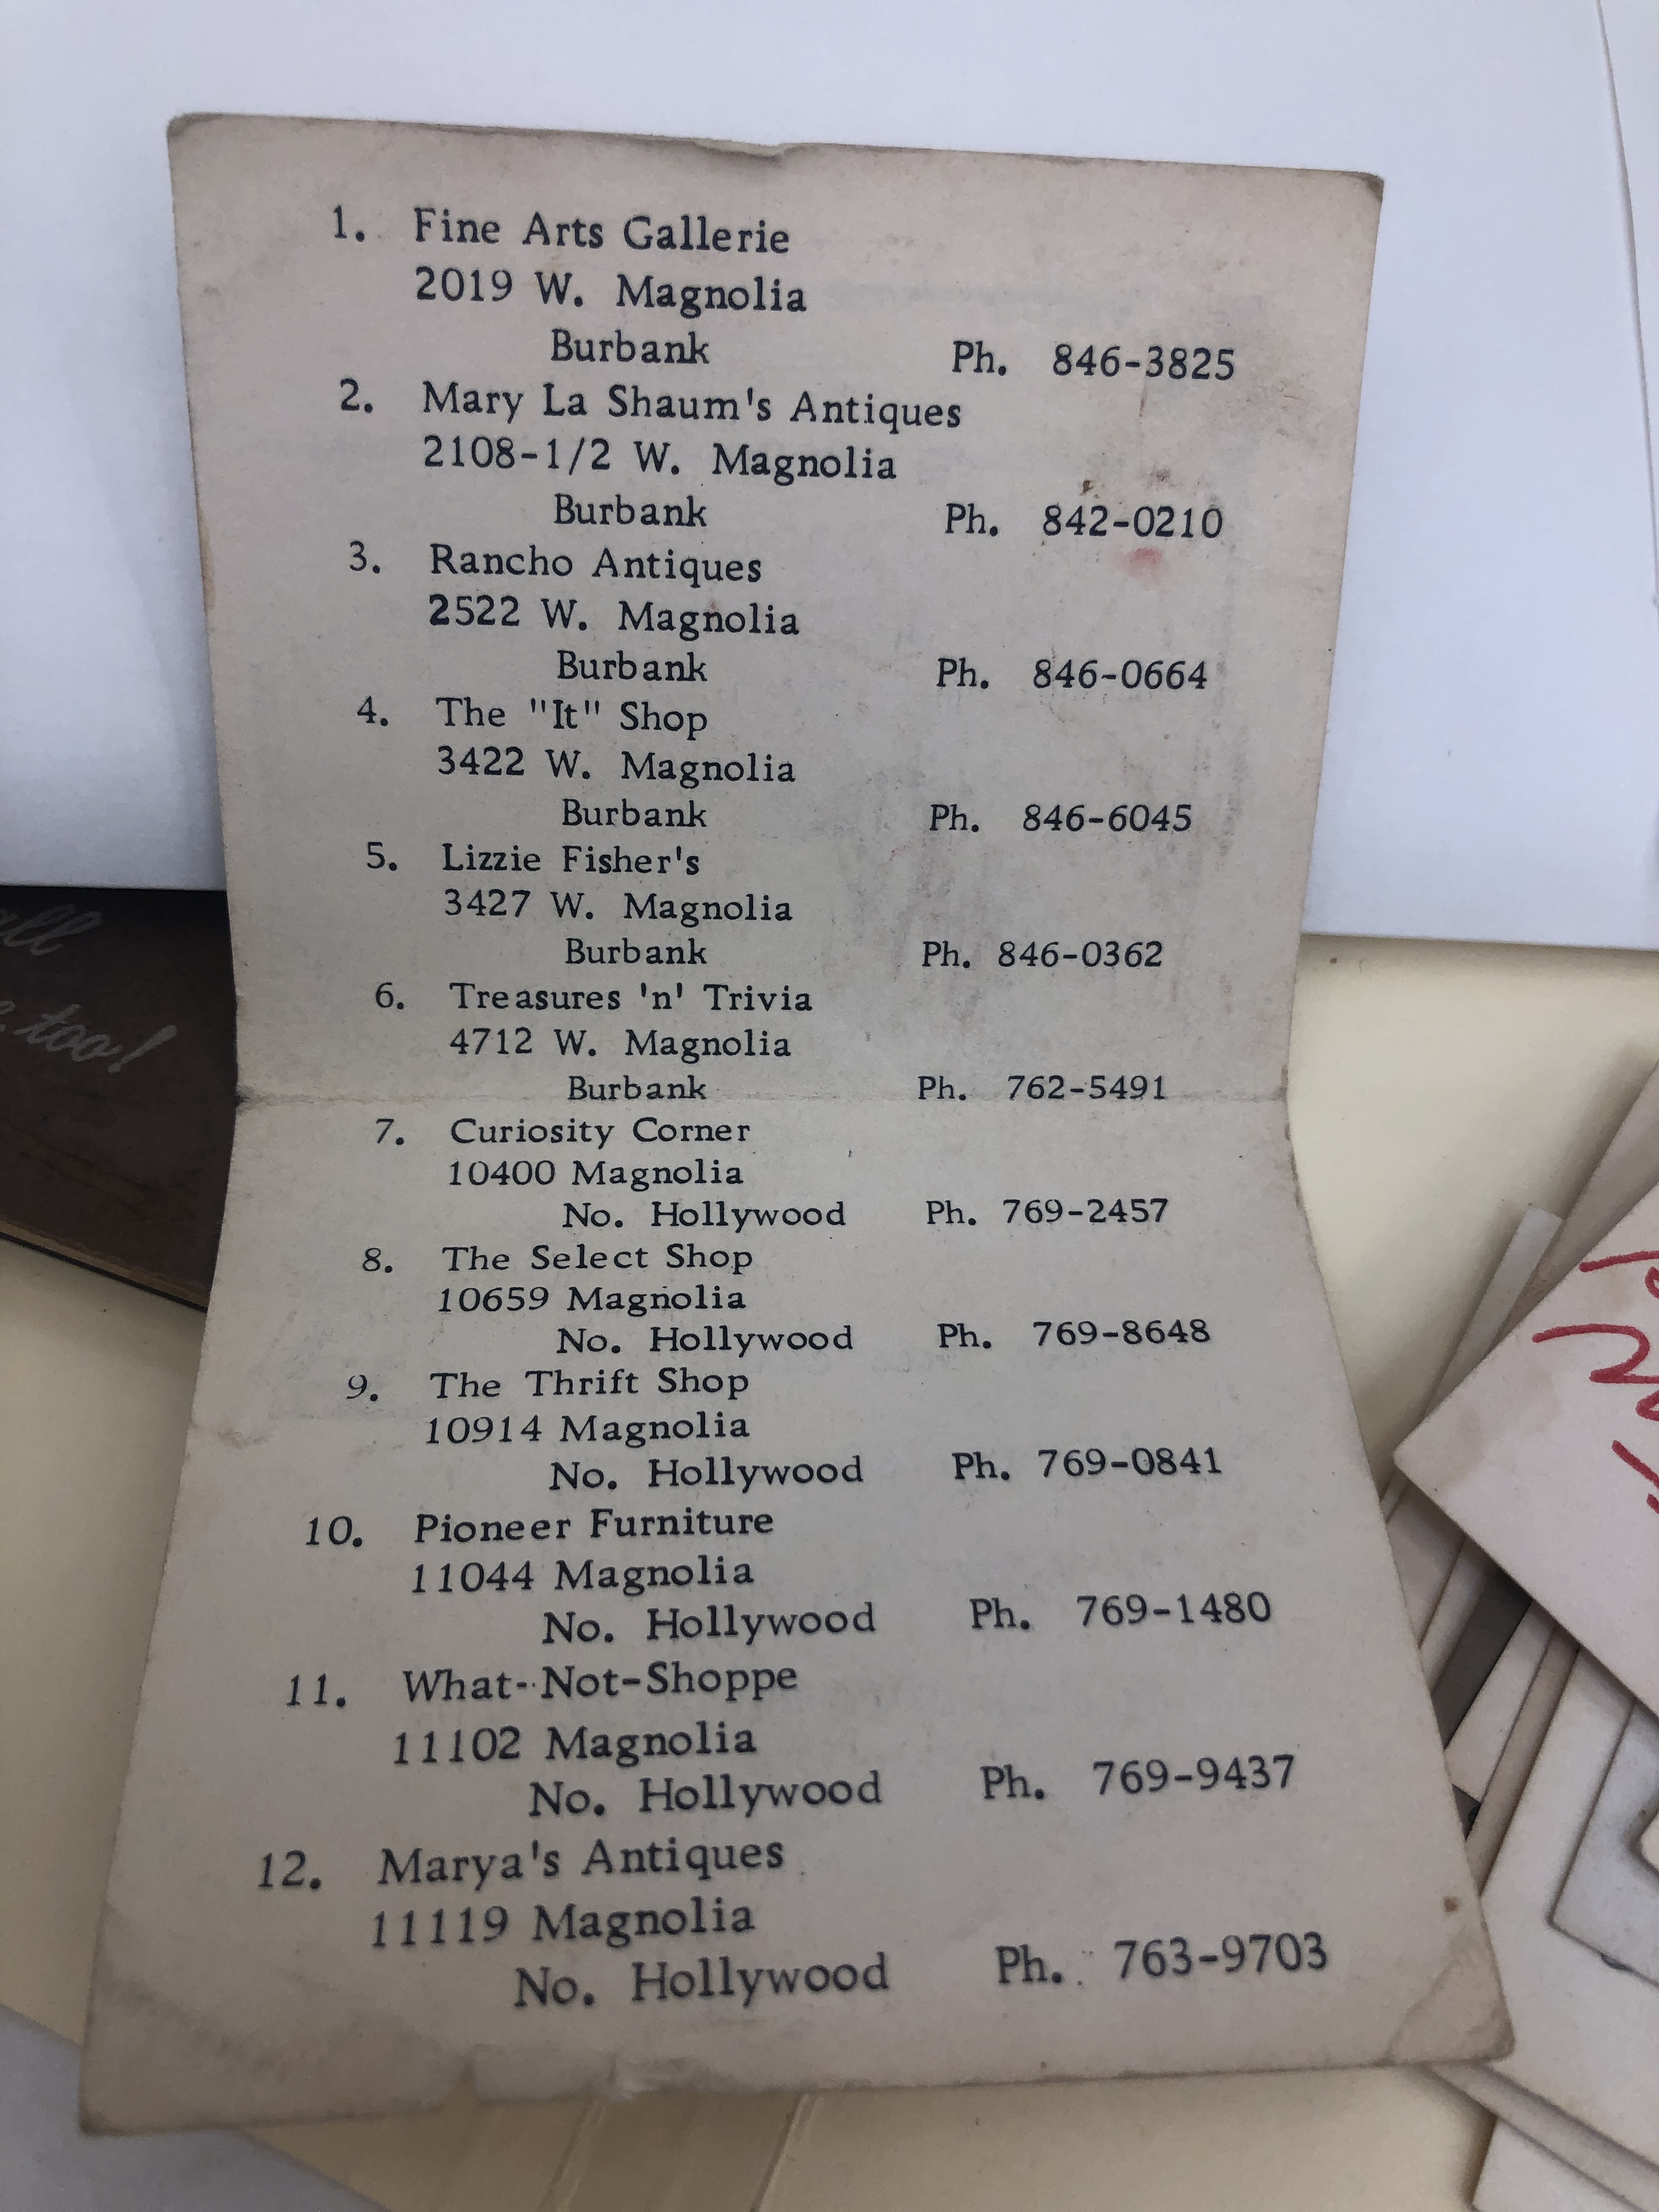 1. Fine Arts Gallerie
2019 W. Magnolia
Burbank Ph. 846-3825
2. Mary La Shaum's Antiques
2108-1/2 W. Magnolia
Burbank Ph. 842-0210
3. Rancho Antiques
2522 W. Magnolia
Burbank Ph. 846-0664
4. The "It" Shop
3422 W. Magnolia
Burbank Ph. 846-6045
5. Lizzie Fisher's
3427 W. Magnolia
Burbank Ph. 846-0362
6. Treasures 'n' Trivia
4712 W. Magnolia
Burbank Ph. 762-5491
7. Curiosity Corner
10400 Magnolia
No. Hollywood Ph. 769-2457
8. The Select Shop
10659 Magnolia
No. Hollywood Ph. 769-8648
9. The Thrift Shop
10914 Magnolia
No. Hollywood Ph. 769-0841
10. Pioneer Furniture
11044 Magnolia
No. Hollywood Ph. 769-1480
11. What-Not-Shoppe
11102 Magnolia
No. Hollywood Ph. 769-9437
12. Marya's Antiques
11119 Magnolia
No. Hollywood Ph. 763-9703
too!